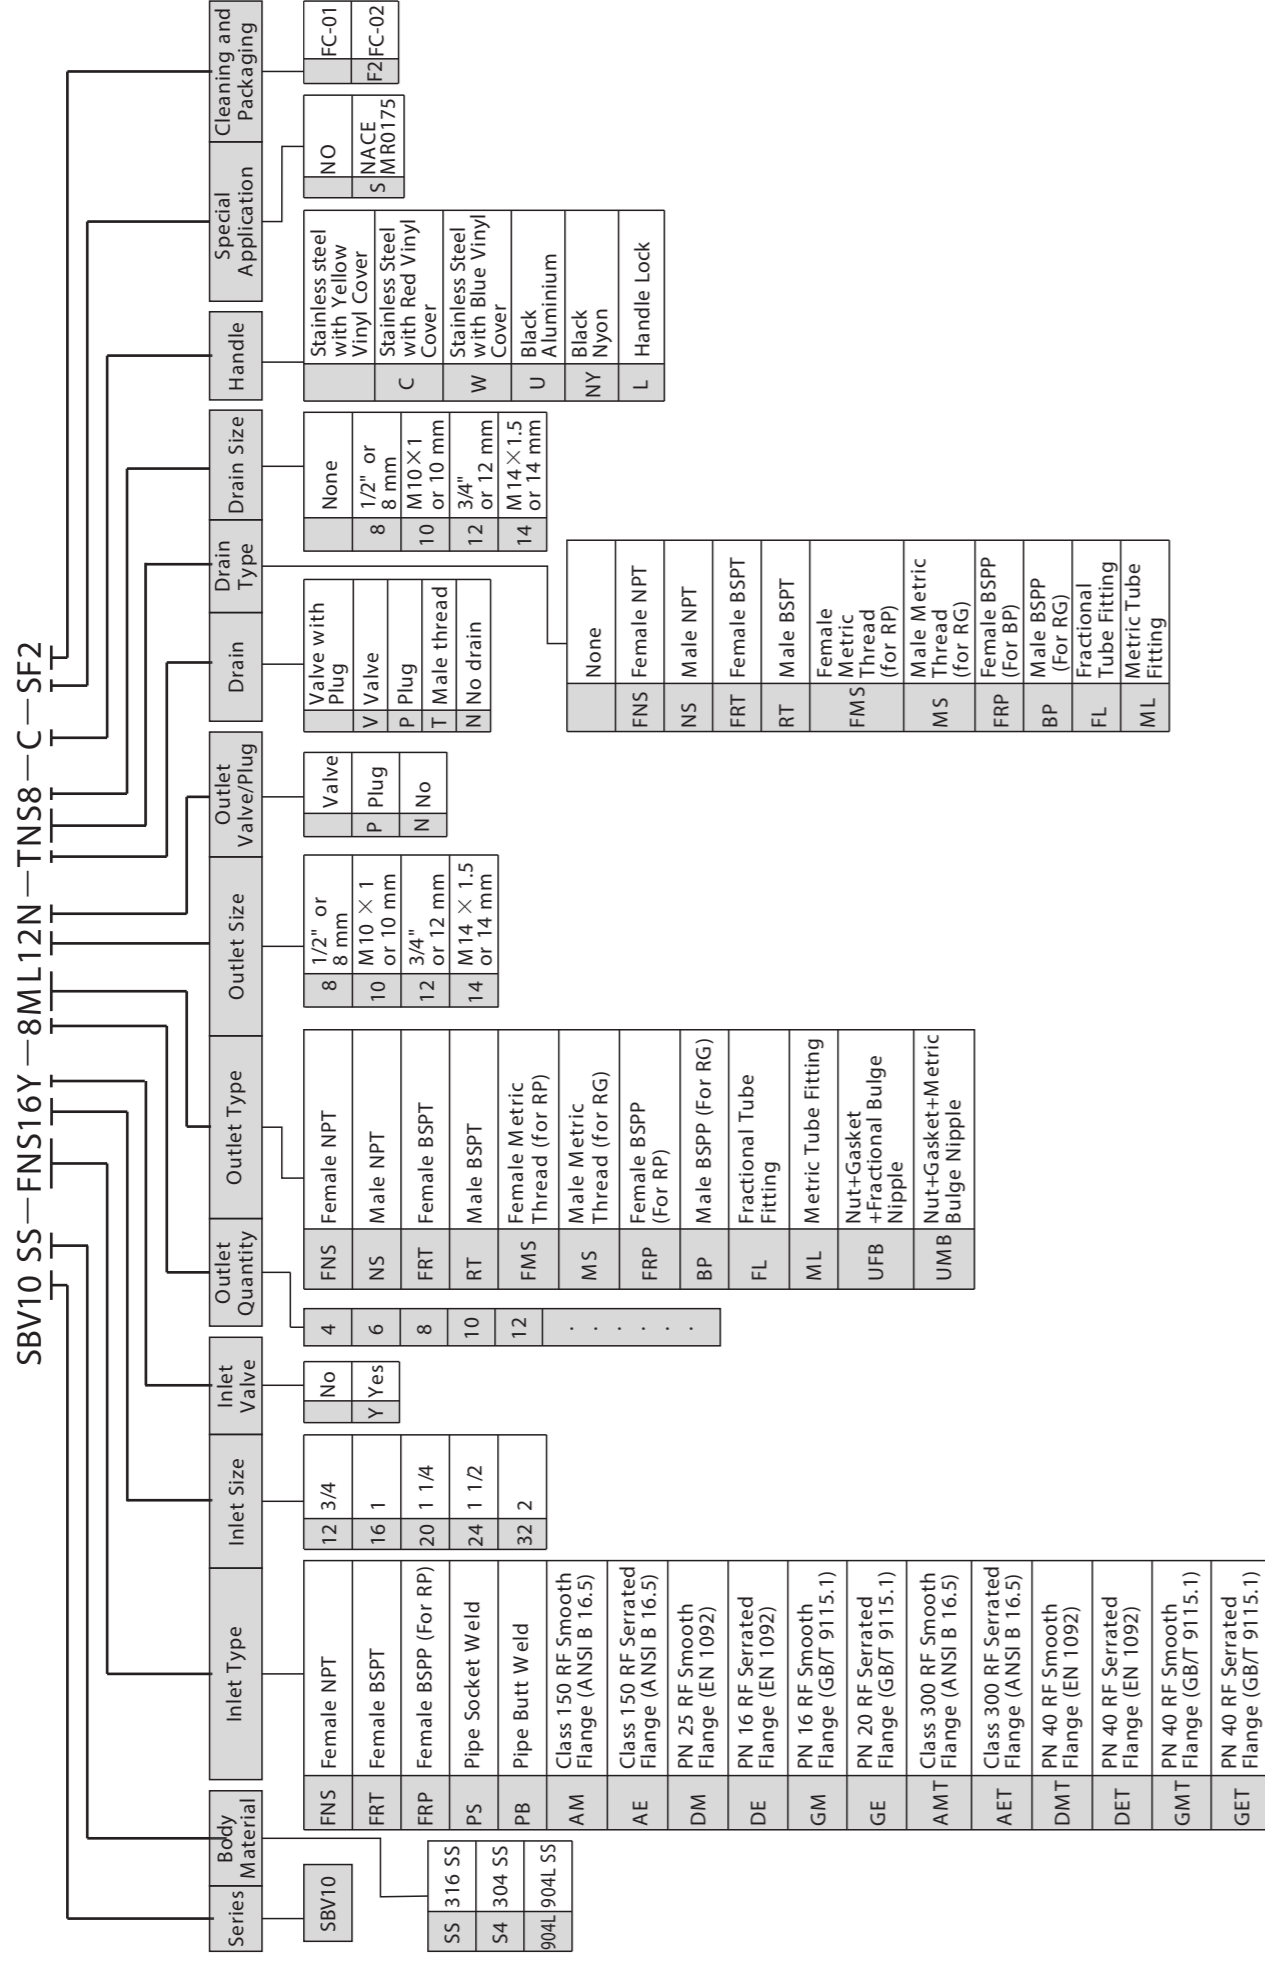 SBV10 SS—FNS16Y—8ML12N—TNS8—C—SF2
Series
SBV10
Body
Material
SS 316 SS
S4 304 SS
904L 904L SS
Inlet Type
FNS Female NPT
FRT Female BSPT
FRP Female BSPP (For RP)
PS Pipe Socket Weld
PB Pipe Butt Weld
AM Class 150 RF Smooth
Flange (ANSI B 16.5)
AE Class 150 RF Serrated
Flange (ANSI B 16.5)
DM PN 25 RF Smooth
Flange (EN 1092)
DE PN 16 RF Serrated
Flange (EN 1092)
GM PN 16 RF Smooth
Flange (GB/T 9115.1)
GE PN 20 RF Serrated
Flange (GB/T 9115.1)
AMT Class 300 RF Smooth
Flange (ANSI B 16.5)
AET Class 300 RF Serrated
Flange (ANSI B 16.5)
DMT PN 40 RF Smooth
Flange (EN 1092)
DET PN 40 RF Serrated
Flange (EN 1092)
GMT PN 40 RF Smooth
Flange (GB/T 9115.1)
GET PN 40 RF Serrated
Flange (GB/T 9115.1)
Inlet Size
12 3/4
16 1
20 1 1/4
24 1 1/2
32 2
Inlet
Valve
No
Y Yes
Outlet
Quantity
4
6
8
10
12
. . . . . .
Outlet Type
FNS Female NPT
NS Male NPT
FRT Female BSPT
RT Male BSPT
FMS Female Metric
Thread (for RP)
MS Male Metric
Thread (for RG)
FRP Female BSPP
(For RP)
BP Male BSPP (For RG)
FL Fractional Tube
Fitting
ML Metric Tube Fitting
UFB Nut+Gasket
+Fractional Bulge
Nipple
UMB Nut+Gasket+Metric
Bulge Nipple
Outlet Size
8 1/2" or
8 mm
10 M10 × 1
or 10 mm
12 3/4"
or 12 mm
14 M14 × 1.5
or 14 mm
Outlet
Valve/Plug
Valve
P Plug
N No
Drain
Valve with
Plug
V Valve
P Plug
T Male thread
N No drain
Drain
Type
None
FNS Female NPT
NS Male NPT
FRT Female BSPT
RT Male BSPT
FMS Female
Metric
Thread
(for RP)
MS Male Metric
Thread
(for RG)
FRP Female BSPP
(For BP)
BP Male BSPP
(For RG)
FL Fractional
Tube Fitting
ML Metric Tube
Fitting
Drain Size
None
8 1/2" or
8 mm
10 M10×1
or 10 mm
12 3/4"
or 12 mm
14 M14×1.5
or 14 mm
Handle
Stainless steel
with Yellow
Vinyl Cover
C Stainless Steel
with Red Vinyl
Cover
W Stainless Steel
with Blue Vinyl
Cover
U Black
Aluminium
NY Black
Nyon
L Handle Lock
Special
Application
NO
S NACE
MR0175
Cleaning and
Packaging
FC-01
F2 FC-02